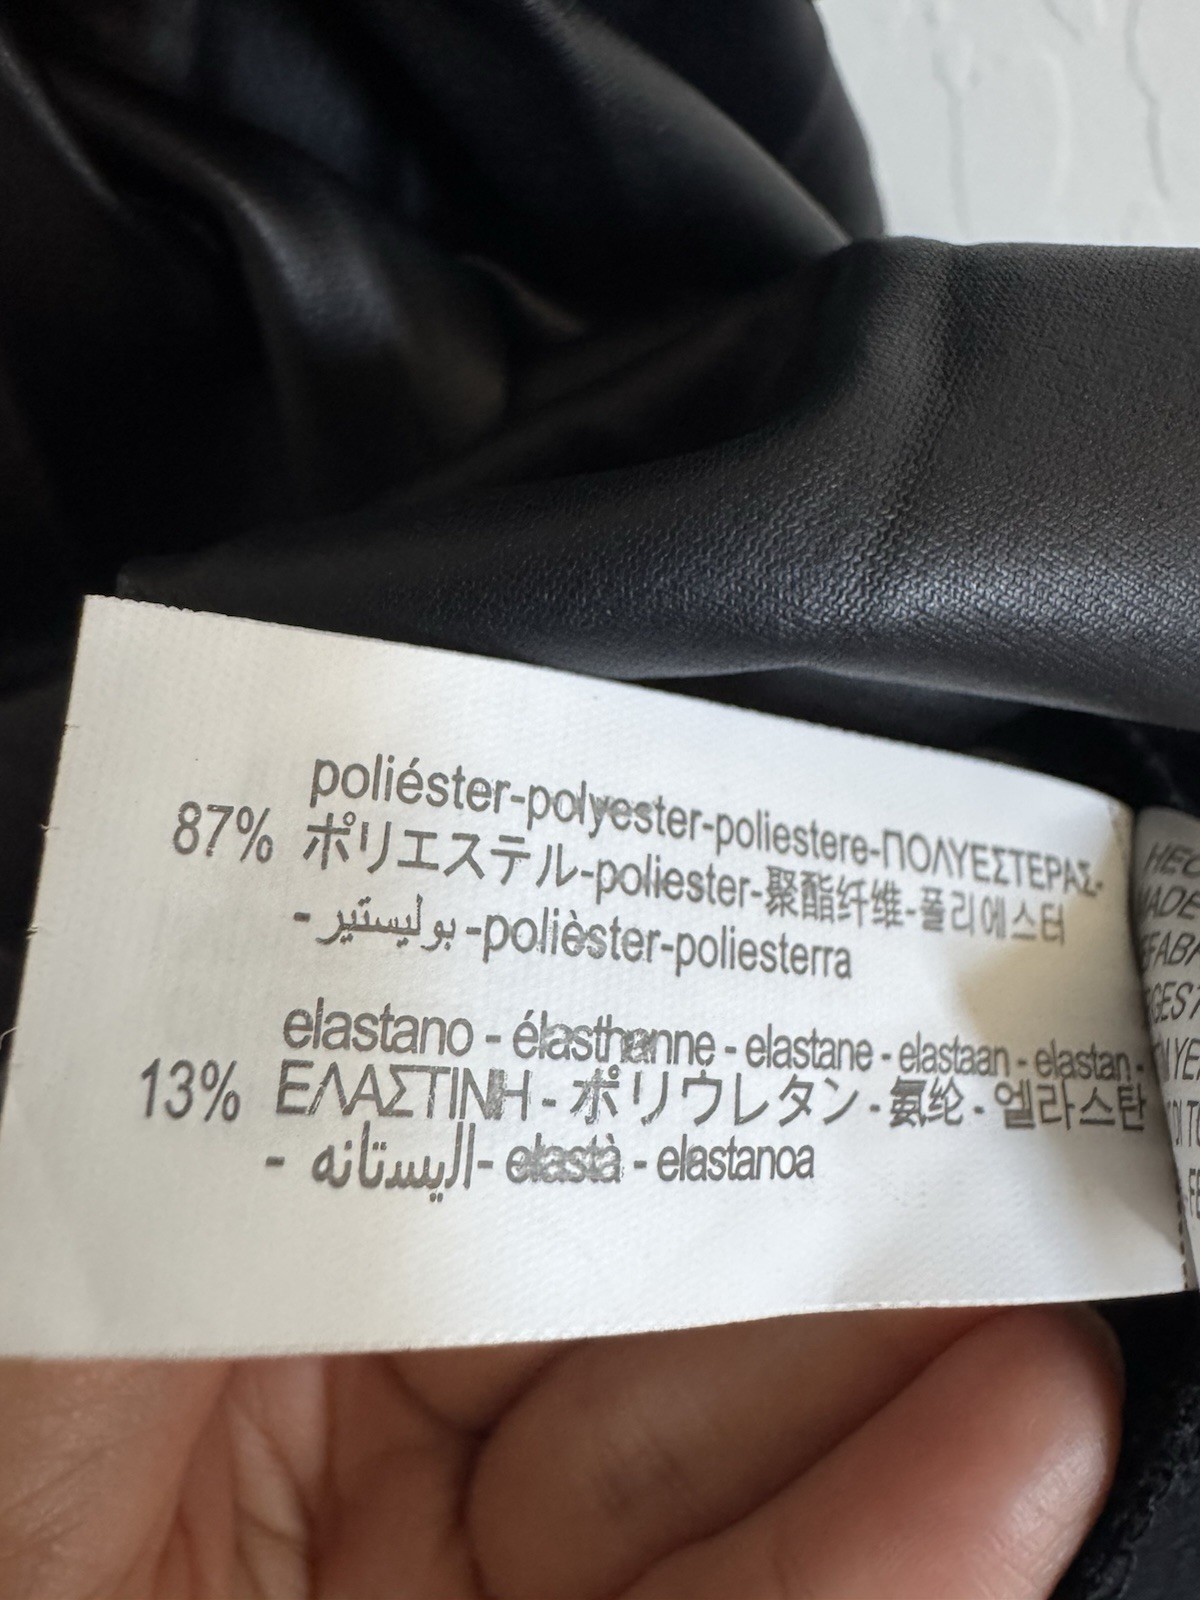 poliéster-polyester-poliestere-ΠΟΛΥΕΣΤΕΡΑΣ-
87% ポリエステル-poliester-聚酯纤维-폴리에스터
- بوليستير -polièster-poliesterra
elastano - élasthanne - elastane - elastaan - elastan -
13% ΕΛΑΣΤΙΝΗ - ポリウレタン - 氨纶 - 엘라스탄
- اليستانه - elastà - elastanoa